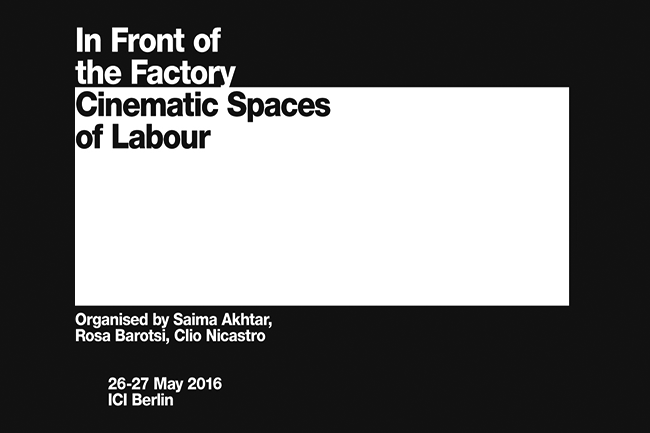 In Front of
the Factory
Cinematic Spaces
of Labour
Organised by Saima Akhtar,
Rosa Barotsi, Clio Nicastro
26-27 May 2016
ICI Berlin